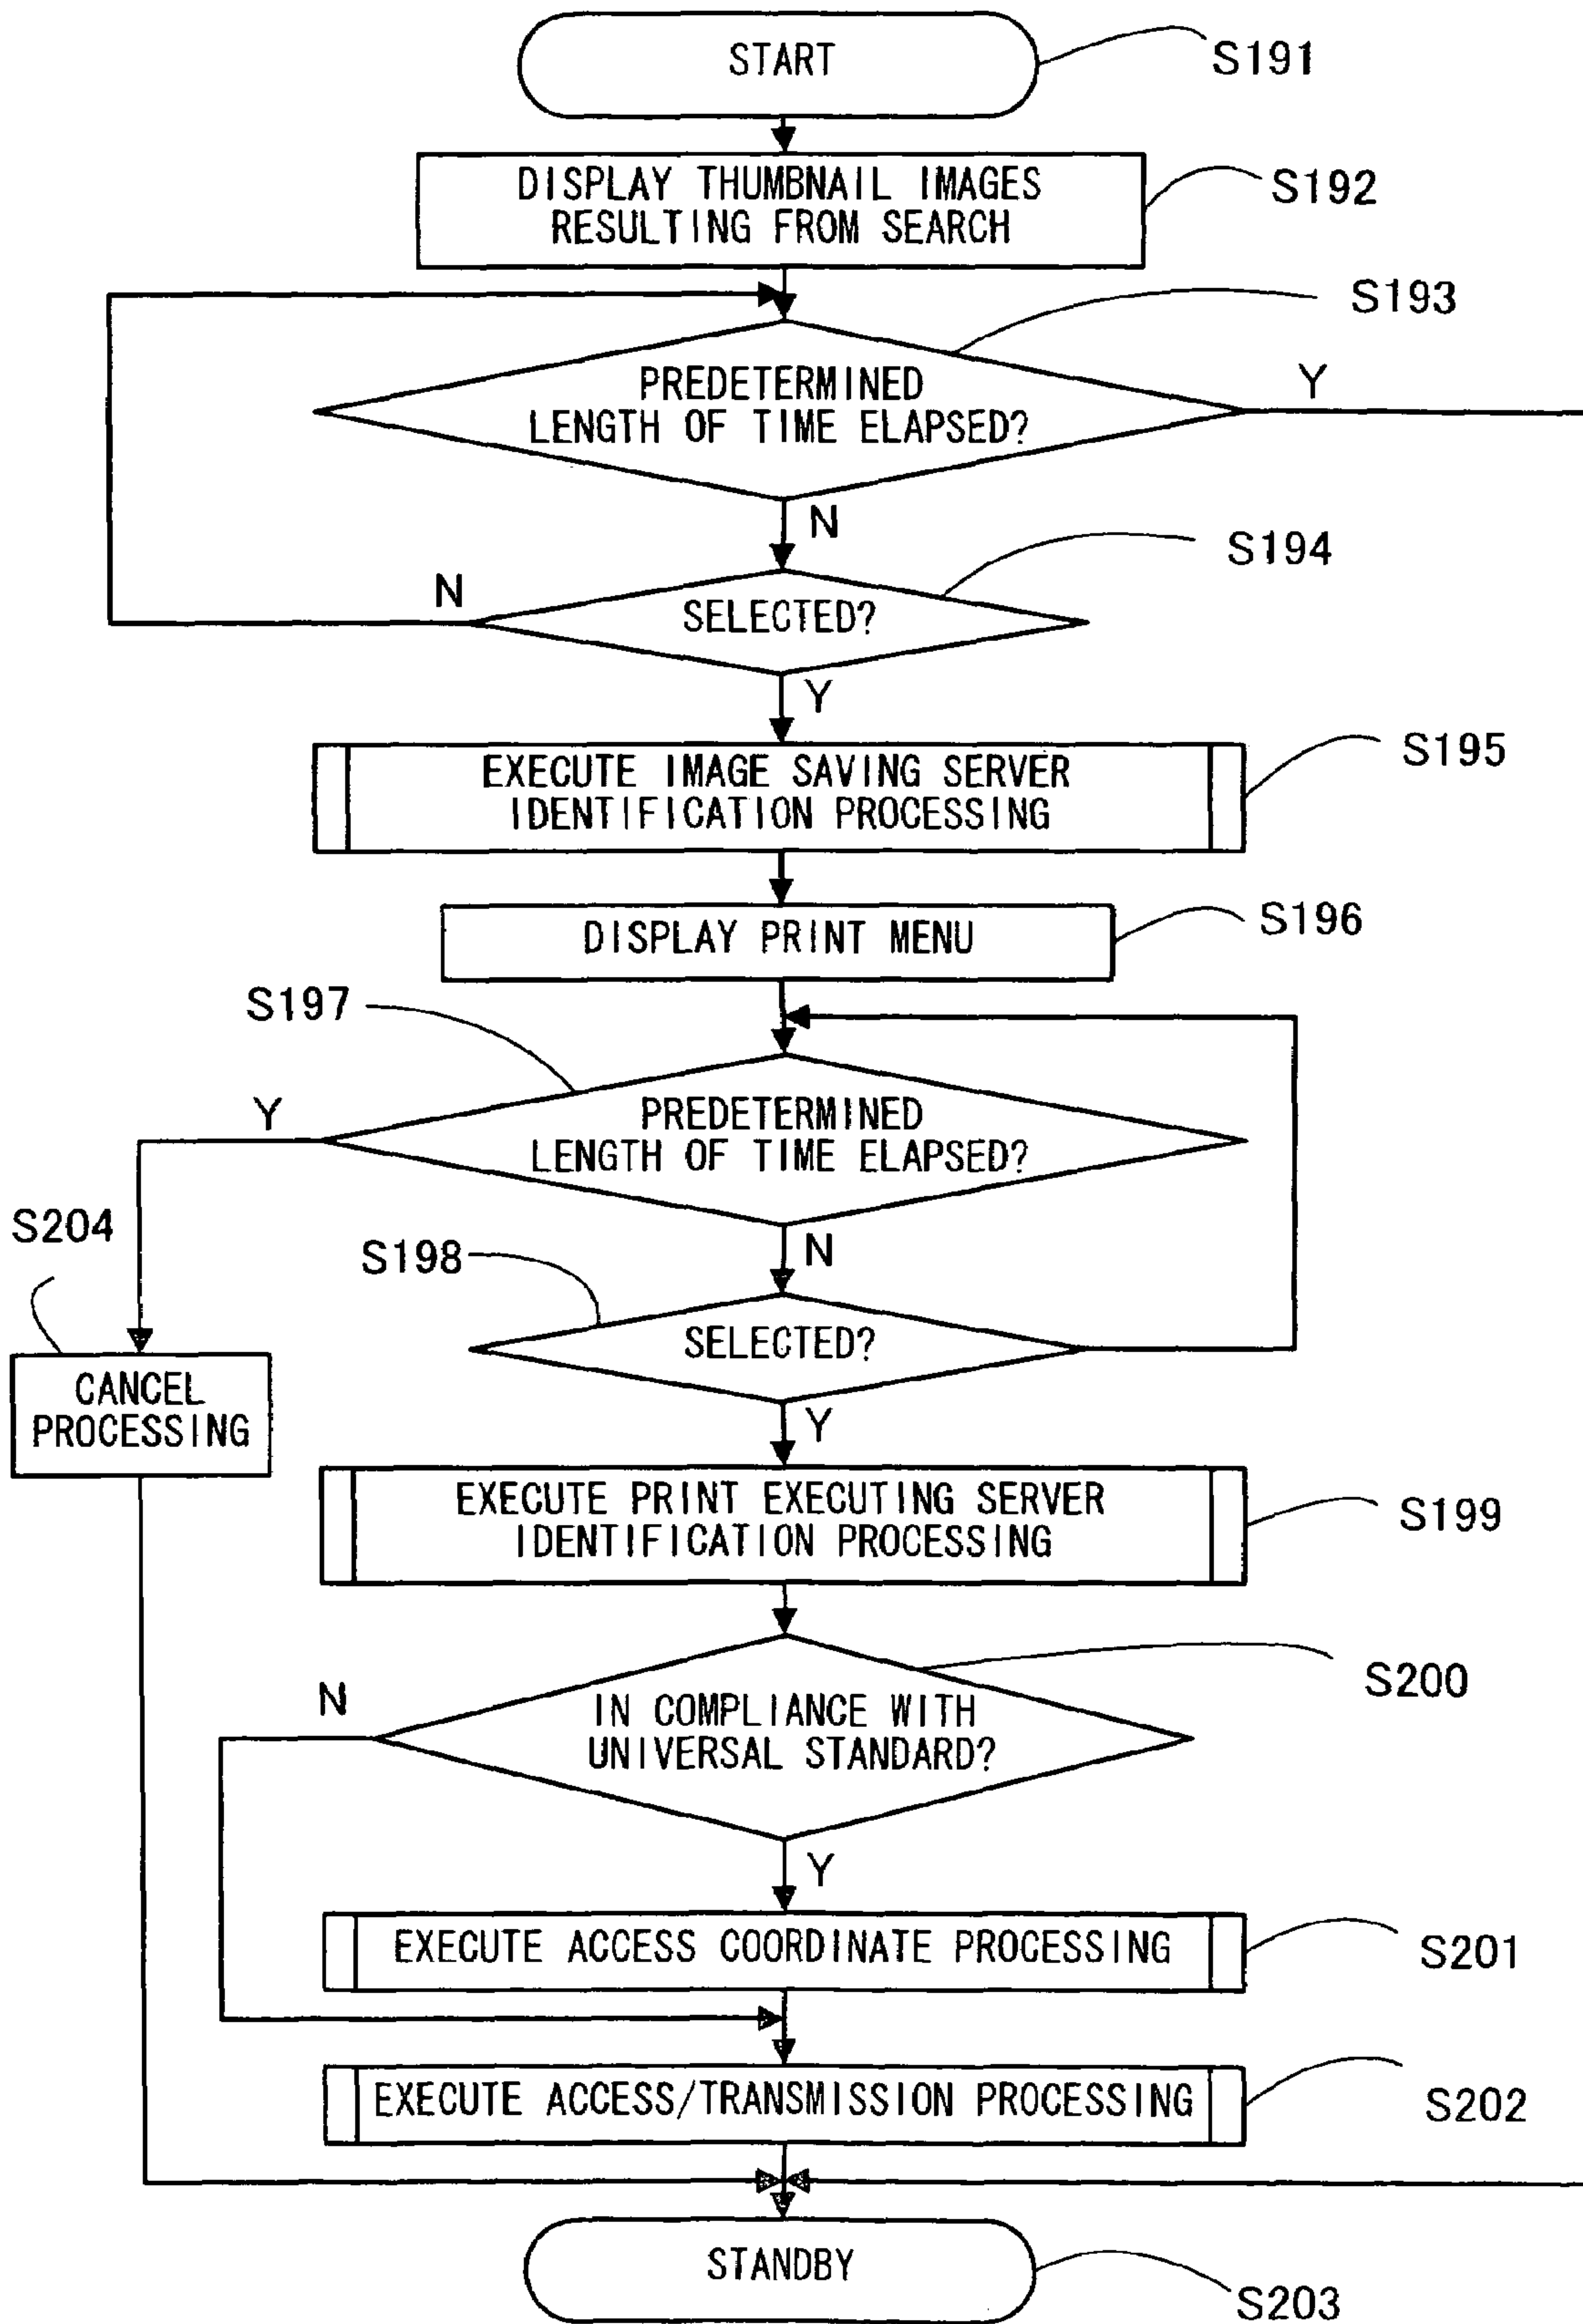 START
S191
DISPLAY THUMBNAIL IMAGES
RESULTING FROM SEARCH
S192
S193
PREDETERMINED
LENGTH OF TIME ELAPSED?
Y
N
S194
N
SELECTED?
Y
S195
EXECUTE IMAGE SAVING SERVER
IDENTIFICATION PROCESSING
S196
DISPLAY PRINT MENU
S197
Y
PREDETERMINED
LENGTH OF TIME ELAPSED?
S204
N
S198
SELECTED?
CANCEL
PROCESSING
Y
EXECUTE PRINT EXECUTING SERVER
IDENTIFICATION PROCESSING
S199
S200
N
IN COMPLIANCE WITH
UNIVERSAL STANDARD?
Y
EXECUTE ACCESS COORDINATE PROCESSING
S201
EXECUTE ACCESS/TRANSMISSION PROCESSING
S202
STANDBY
S203